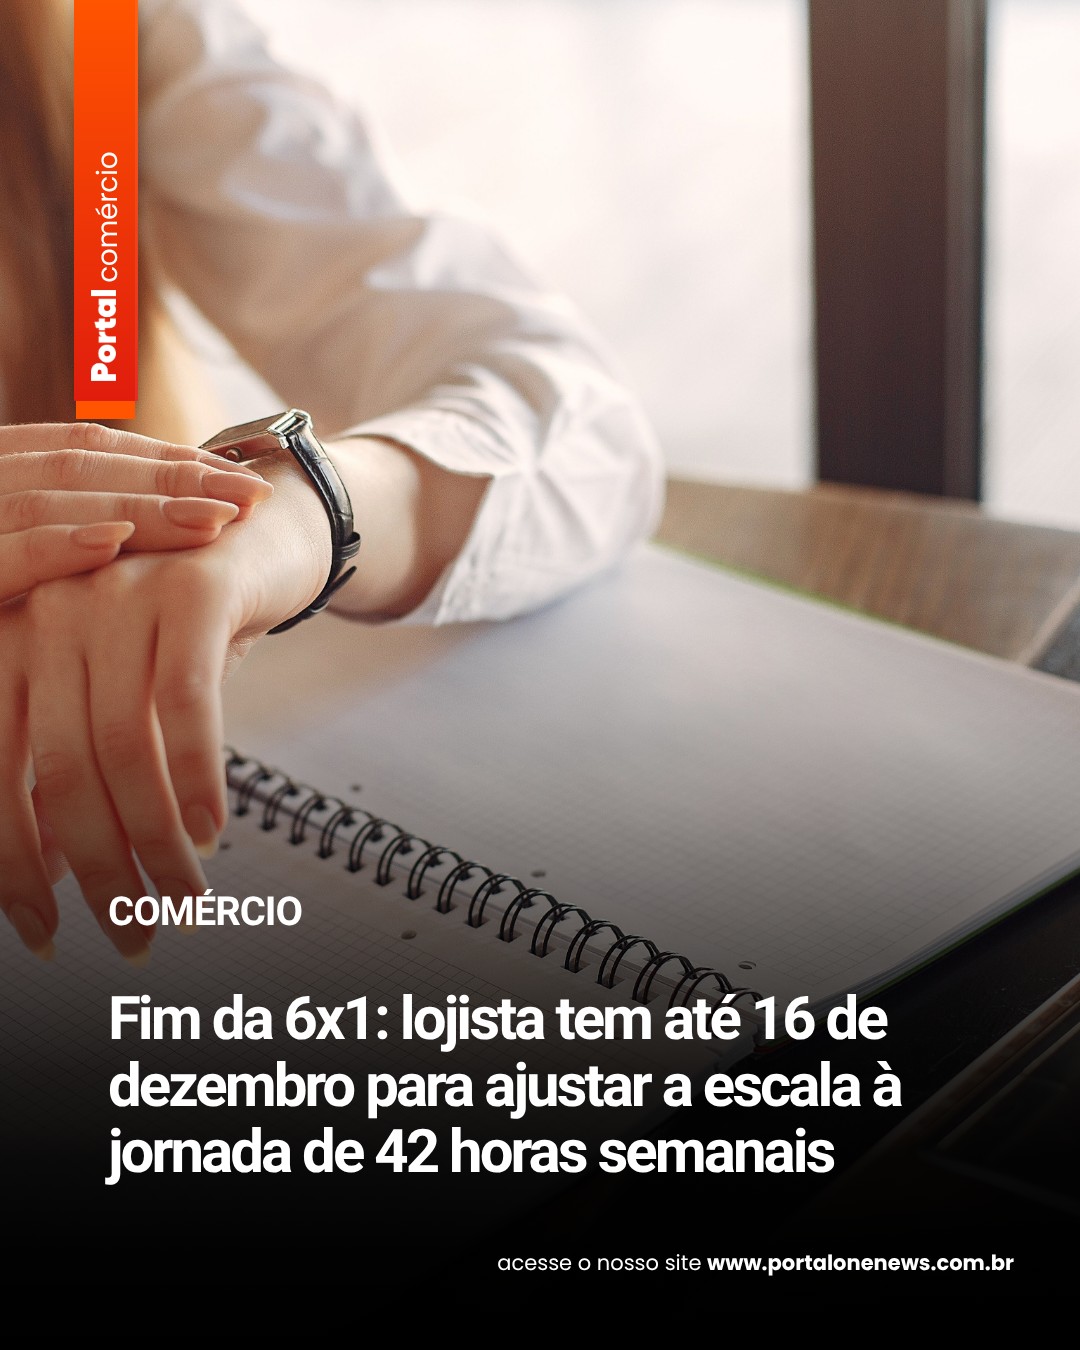 Portal comércio
COMÉRCIO
Fim da 6x1: lojista tem até 16 de
dezembro para ajustar a escala à
jornada de 42 horas semanais
acesse o nosso site www.portalonenews.com.br